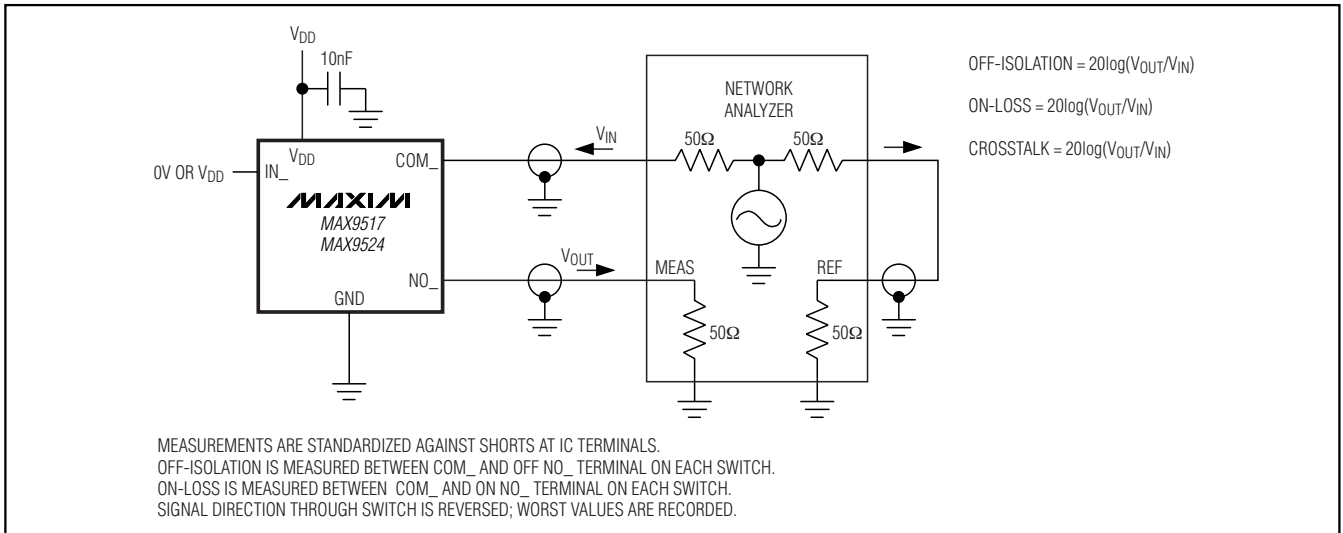 V_DD
10nF
NETWORK
ANALYZER
OFF-ISOLATION = 20log(V_OUT/V_IN)
ON-LOSS = 20log(V_OUT/V_IN)
CROSSTALK = 20log(V_OUT/V_IN)
50Ω
50Ω
V_IN
V_DD
COM_
0V OR V_DD
IN_
MAXIM
MAX9517
MAX9524
V_OUT
MEAS
REF
NO_
GND
50Ω
50Ω
MEASUREMENTS ARE STANDARDIZED AGAINST SHORTS AT IC TERMINALS.
OFF-ISOLATION IS MEASURED BETWEEN COM_ AND OFF NO_ TERMINAL ON EACH SWITCH.
ON-LOSS IS MEASURED BETWEEN COM_ AND ON NO_ TERMINAL ON EACH SWITCH.
SIGNAL DIRECTION THROUGH SWITCH IS REVERSED; WORST VALUES ARE RECORDED.